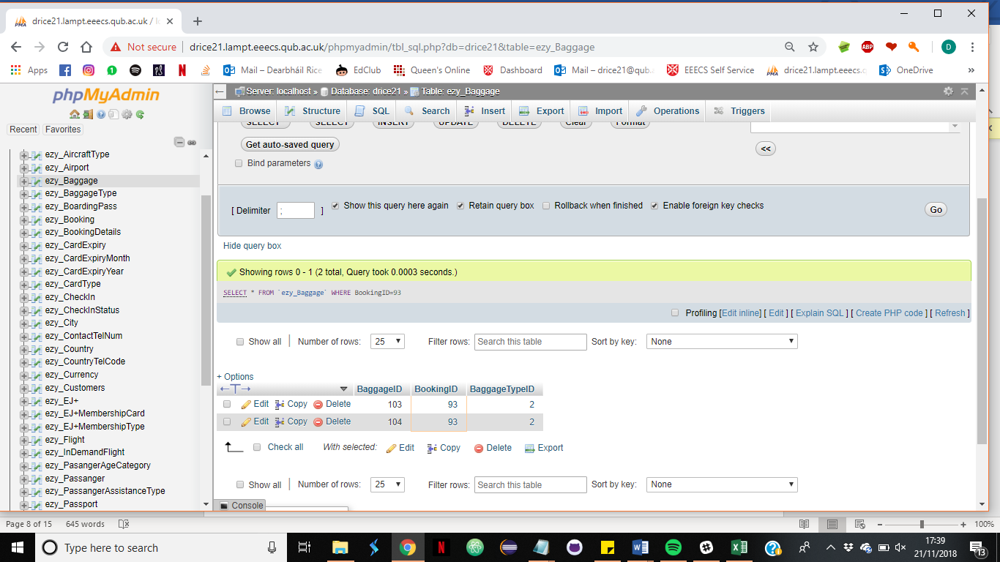 drice21.lampt.eeecs.qub.ac.uk / lo
Not secure | drice21.lampt.eeecs.qub.ac.uk/phpmyadmin/tbl_sql.php?db=drice21&table=ezy_Baggage
ABP
D
Apps
Mail – Dearbháil Rice
EdClub
Queen's Online
Dashboard
Mail – drice21@qub.
EEECS Self Service
drice21.lampt.eeecs.q
OneDrive
»
phpMyAdmin
Recent Favorites
ezy_AircraftType
ezy_Airport
ezy_Baggage
ezy_BaggageType
ezy_BoardingPass
ezy_Booking
ezy_BookingDetails
ezy_CardExpiry
ezy_CardExpiryMonth
ezy_CardExpiryYear
ezy_CardType
ezy_CheckIn
ezy_CheckInStatus
ezy_City
ezy_ContactTelNum
ezy_Country
ezy_CountryTelCode
ezy_Currency
ezy_Customers
ezy_EJ+
ezy_EJ+MembershipCard
ezy_EJ+MembershipType
ezy_Flight
ezy_InDemandFlight
ezy_PasangerAgeCategory
ezy_Passanger
ezy_PassangerAssistanceType
ezy_Passport
Server: localhost » Database: drice21 » Table: ezy_Baggage
Browse Structure SQL Search Insert Export Import Operations Triggers
SELECT * SELECT INSERT UPDATE DELETE Clear Format
Get auto-saved query
<<
Bind parameters
[ Delimiter ; ] Show this query here again Retain query box Rollback when finished Enable foreign key checks Go
Hide query box
Showing rows 0 - 1 (2 total, Query took 0.0003 seconds.)
SELECT * FROM `ezy_Baggage` WHERE BookingID=93
Profiling [Edit inline] [ Edit ] [ Explain SQL ] [ Create PHP code ] [ Refresh ]
Show all | Number of rows: 25 Filter rows: Search this table Sort by key: None
+ Options
←T→ BaggageID BookingID BaggageTypeID
Edit Copy Delete 103 93 2
Edit Copy Delete 104 93 2
Check all With selected: Edit Copy Delete Export
Show all | Number of rows: 25 Filter rows: Search this table Sort by key: None
Console
Page 8 of 15 645 words 100%
Type here to search
17:39
21/11/2018
13